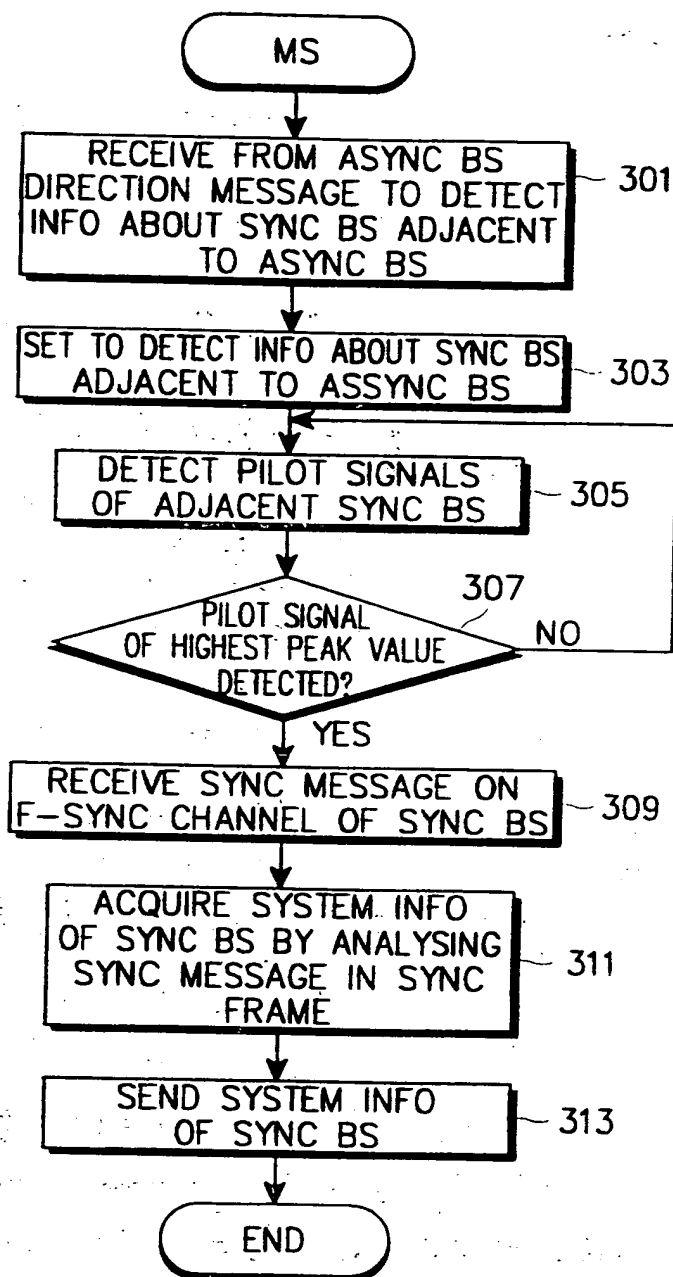 MS
RECEIVE FROM ASYNC BS
DIRECTION MESSAGE TO DETECT
INFO ABOUT SYNC BS ADJACENT
TO ASYNC BS
301
SET TO DETECT INFO ABOUT SYNC BS
ADJACENT TO ASSYNC BS
303
DETECT PILOT SIGNALS
OF ADJACENT SYNC BS
305
307
PILOT SIGNAL
OF HIGHEST PEAK VALUE
DETECTED?
NO
YES
RECEIVE SYNC MESSAGE ON
F-SYNC CHANNEL OF SYNC BS
309
ACQUIRE SYSTEM INFO
OF SYNC BS BY ANALYSING
SYNC MESSAGE IN SYNC
FRAME
311
SEND SYSTEM INFO
OF SYNC BS
313
END